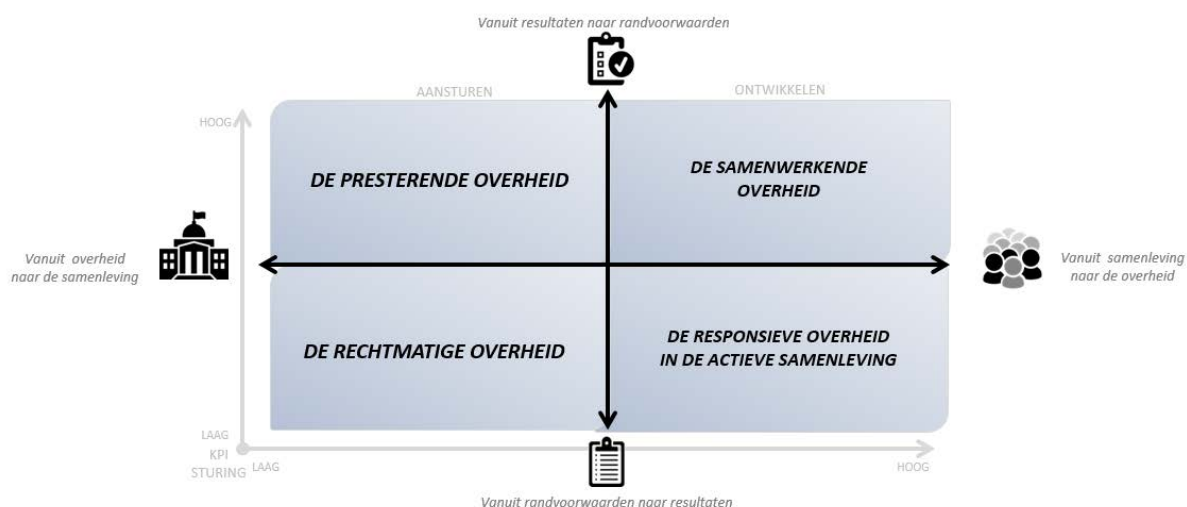 Vanuit resultaten naar randvoorwaarden
AANSTUREN
ONTWIKKELEN
HOOG
DE PRESTERENDE OVERHEID
DE SAMENWERKENDE
OVERHEID
Vanuit overheid
naar de samenleving
Vanuit samenleving
naar de overheid
DE RECHTMATIGE OVERHEID
DE RESPONSIEVE OVERHEID
IN DE ACTIEVE SAMENLEVING
LAAG
KPI
STURING
LAAG
HOOG
Vanuit randvoorwaarden naar resultaten